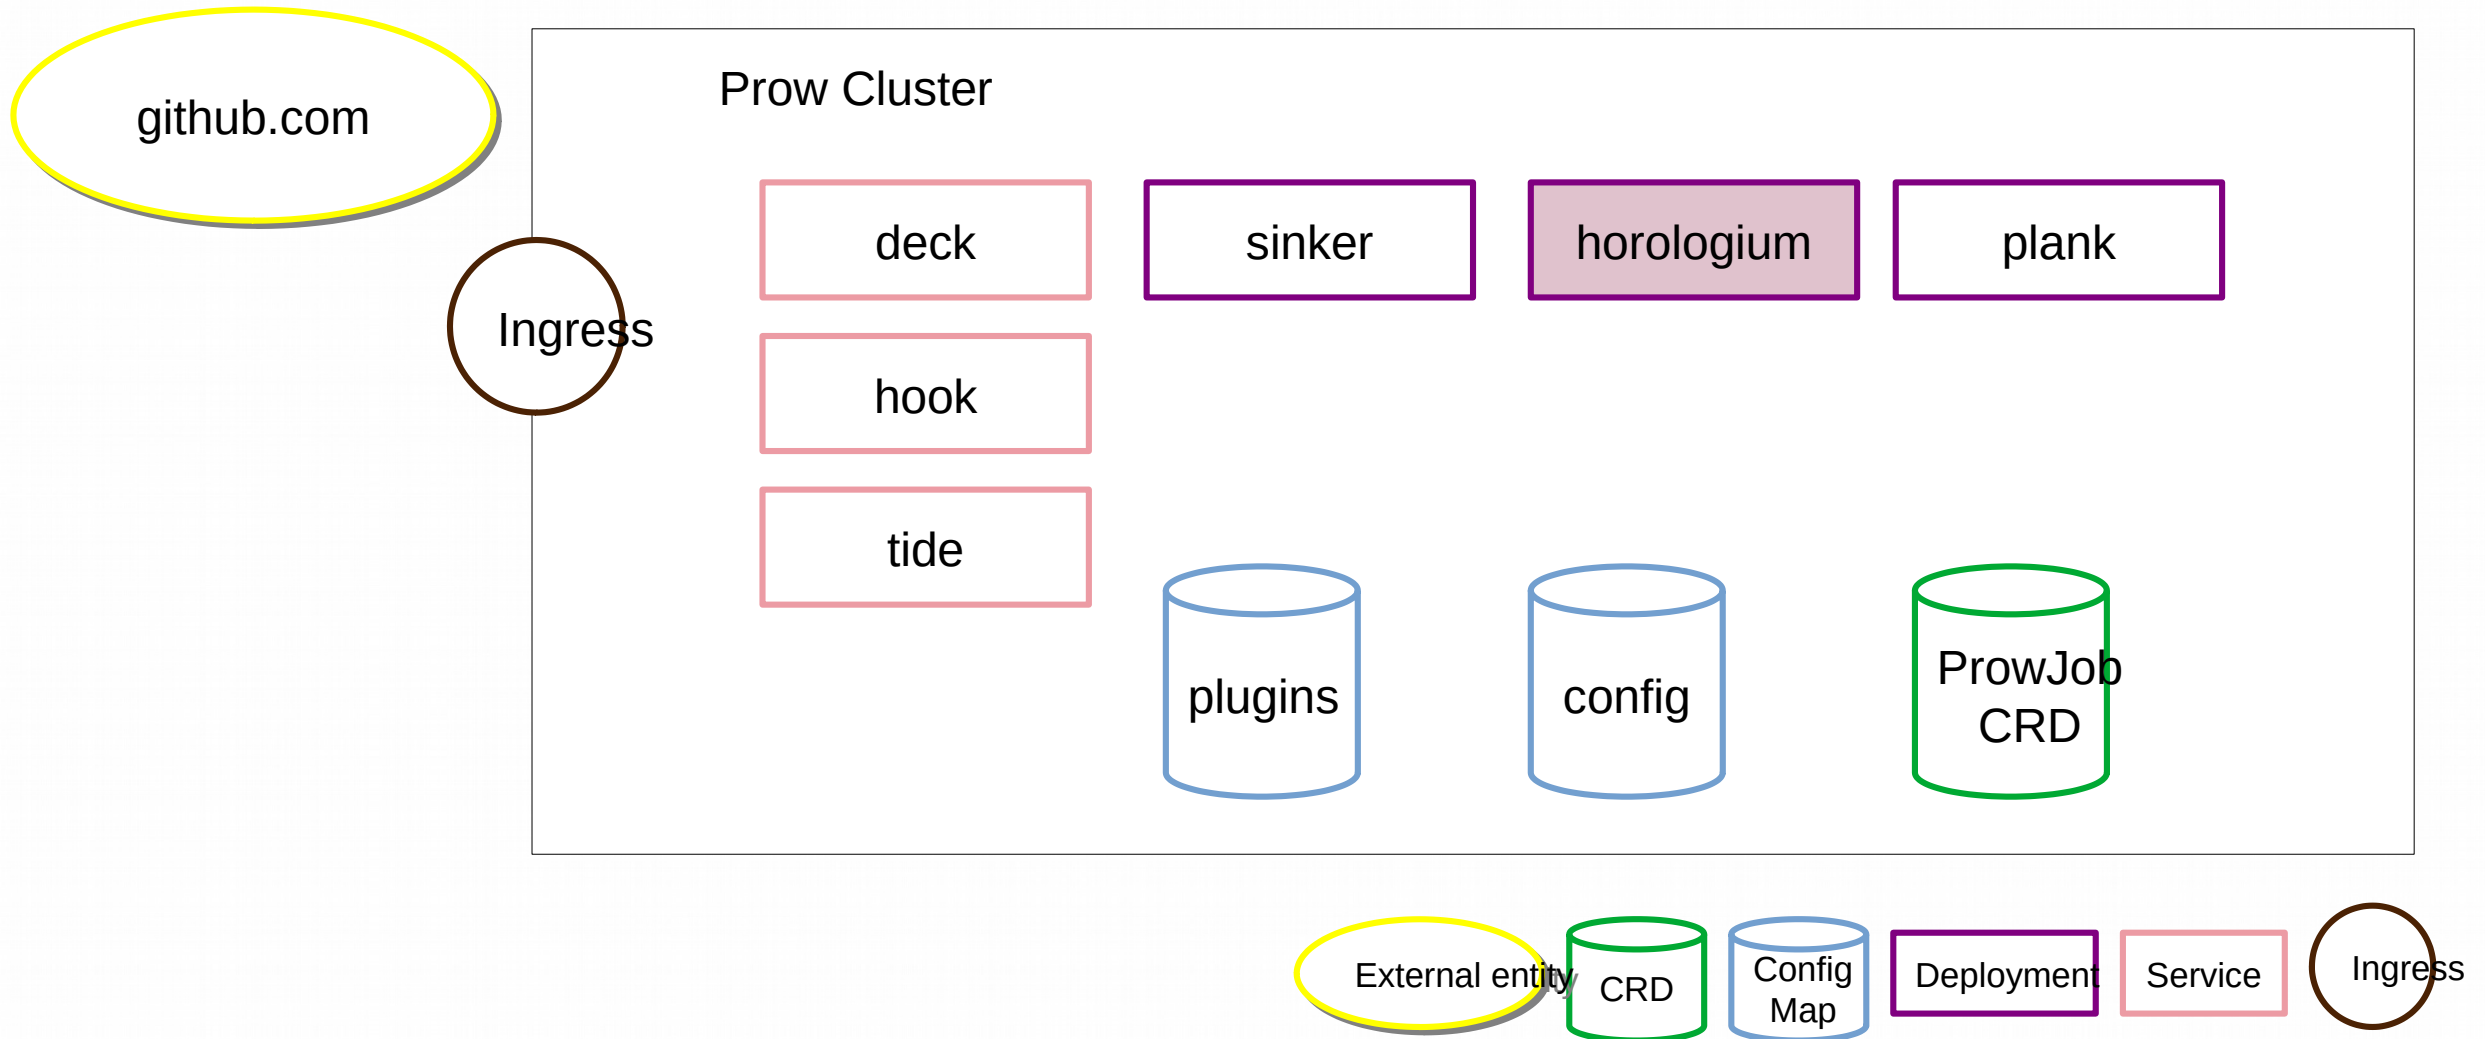 github.com
Prow Cluster
deck
sinker
horologium
plank
Ingress
hook
tide
plugins
config
ProwJob
CRD
External entity
CRD
Config
Map
Deployment
Service
Ingress